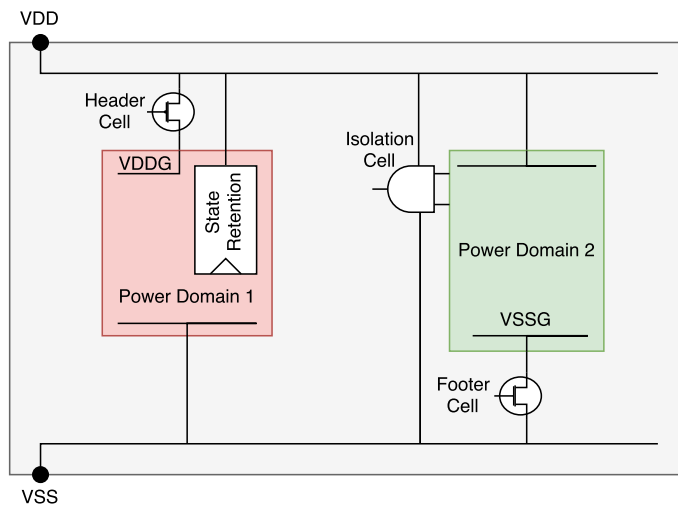 VDD
Header
Cell
Isolation
Cell
VDDG
State
Retention
Power Domain 1
Power Domain 2
VSSG
Footer
Cell
VSS